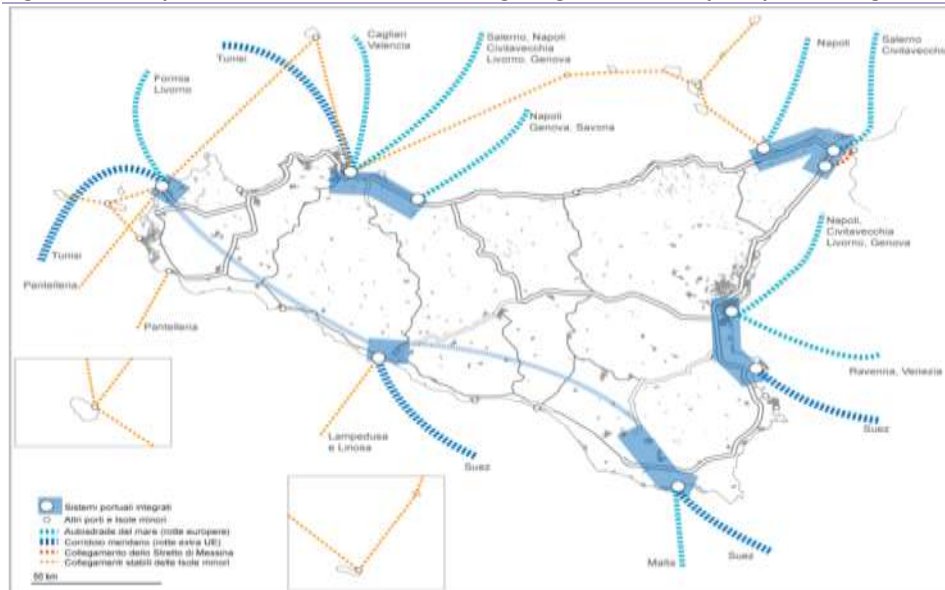 Tunisi
Cagliari
Valencia
Salerno, Napoli
Civitavecchia
Livorno, Genova
Napoli
Salerno
Civitavecchia
Formia
Livorno
Napoli
Genova, Savona
Napoli,
Civitavecchia
Livorno, Genova
Tunisi
Pantelleria
Pantelleria
Ravenna, Venezia
Lampedusa
e Linosa
Suez
Suez
Malta
Suez
Sistemi portuali integrati
Altri porti e Isole minori
Autostrade del mare (rotte europere)
Corridoio meridiano (rotte extra UE)
Collegamento dello Stretto di Messina
Collegamenti stabili delle Isole minori
50 km